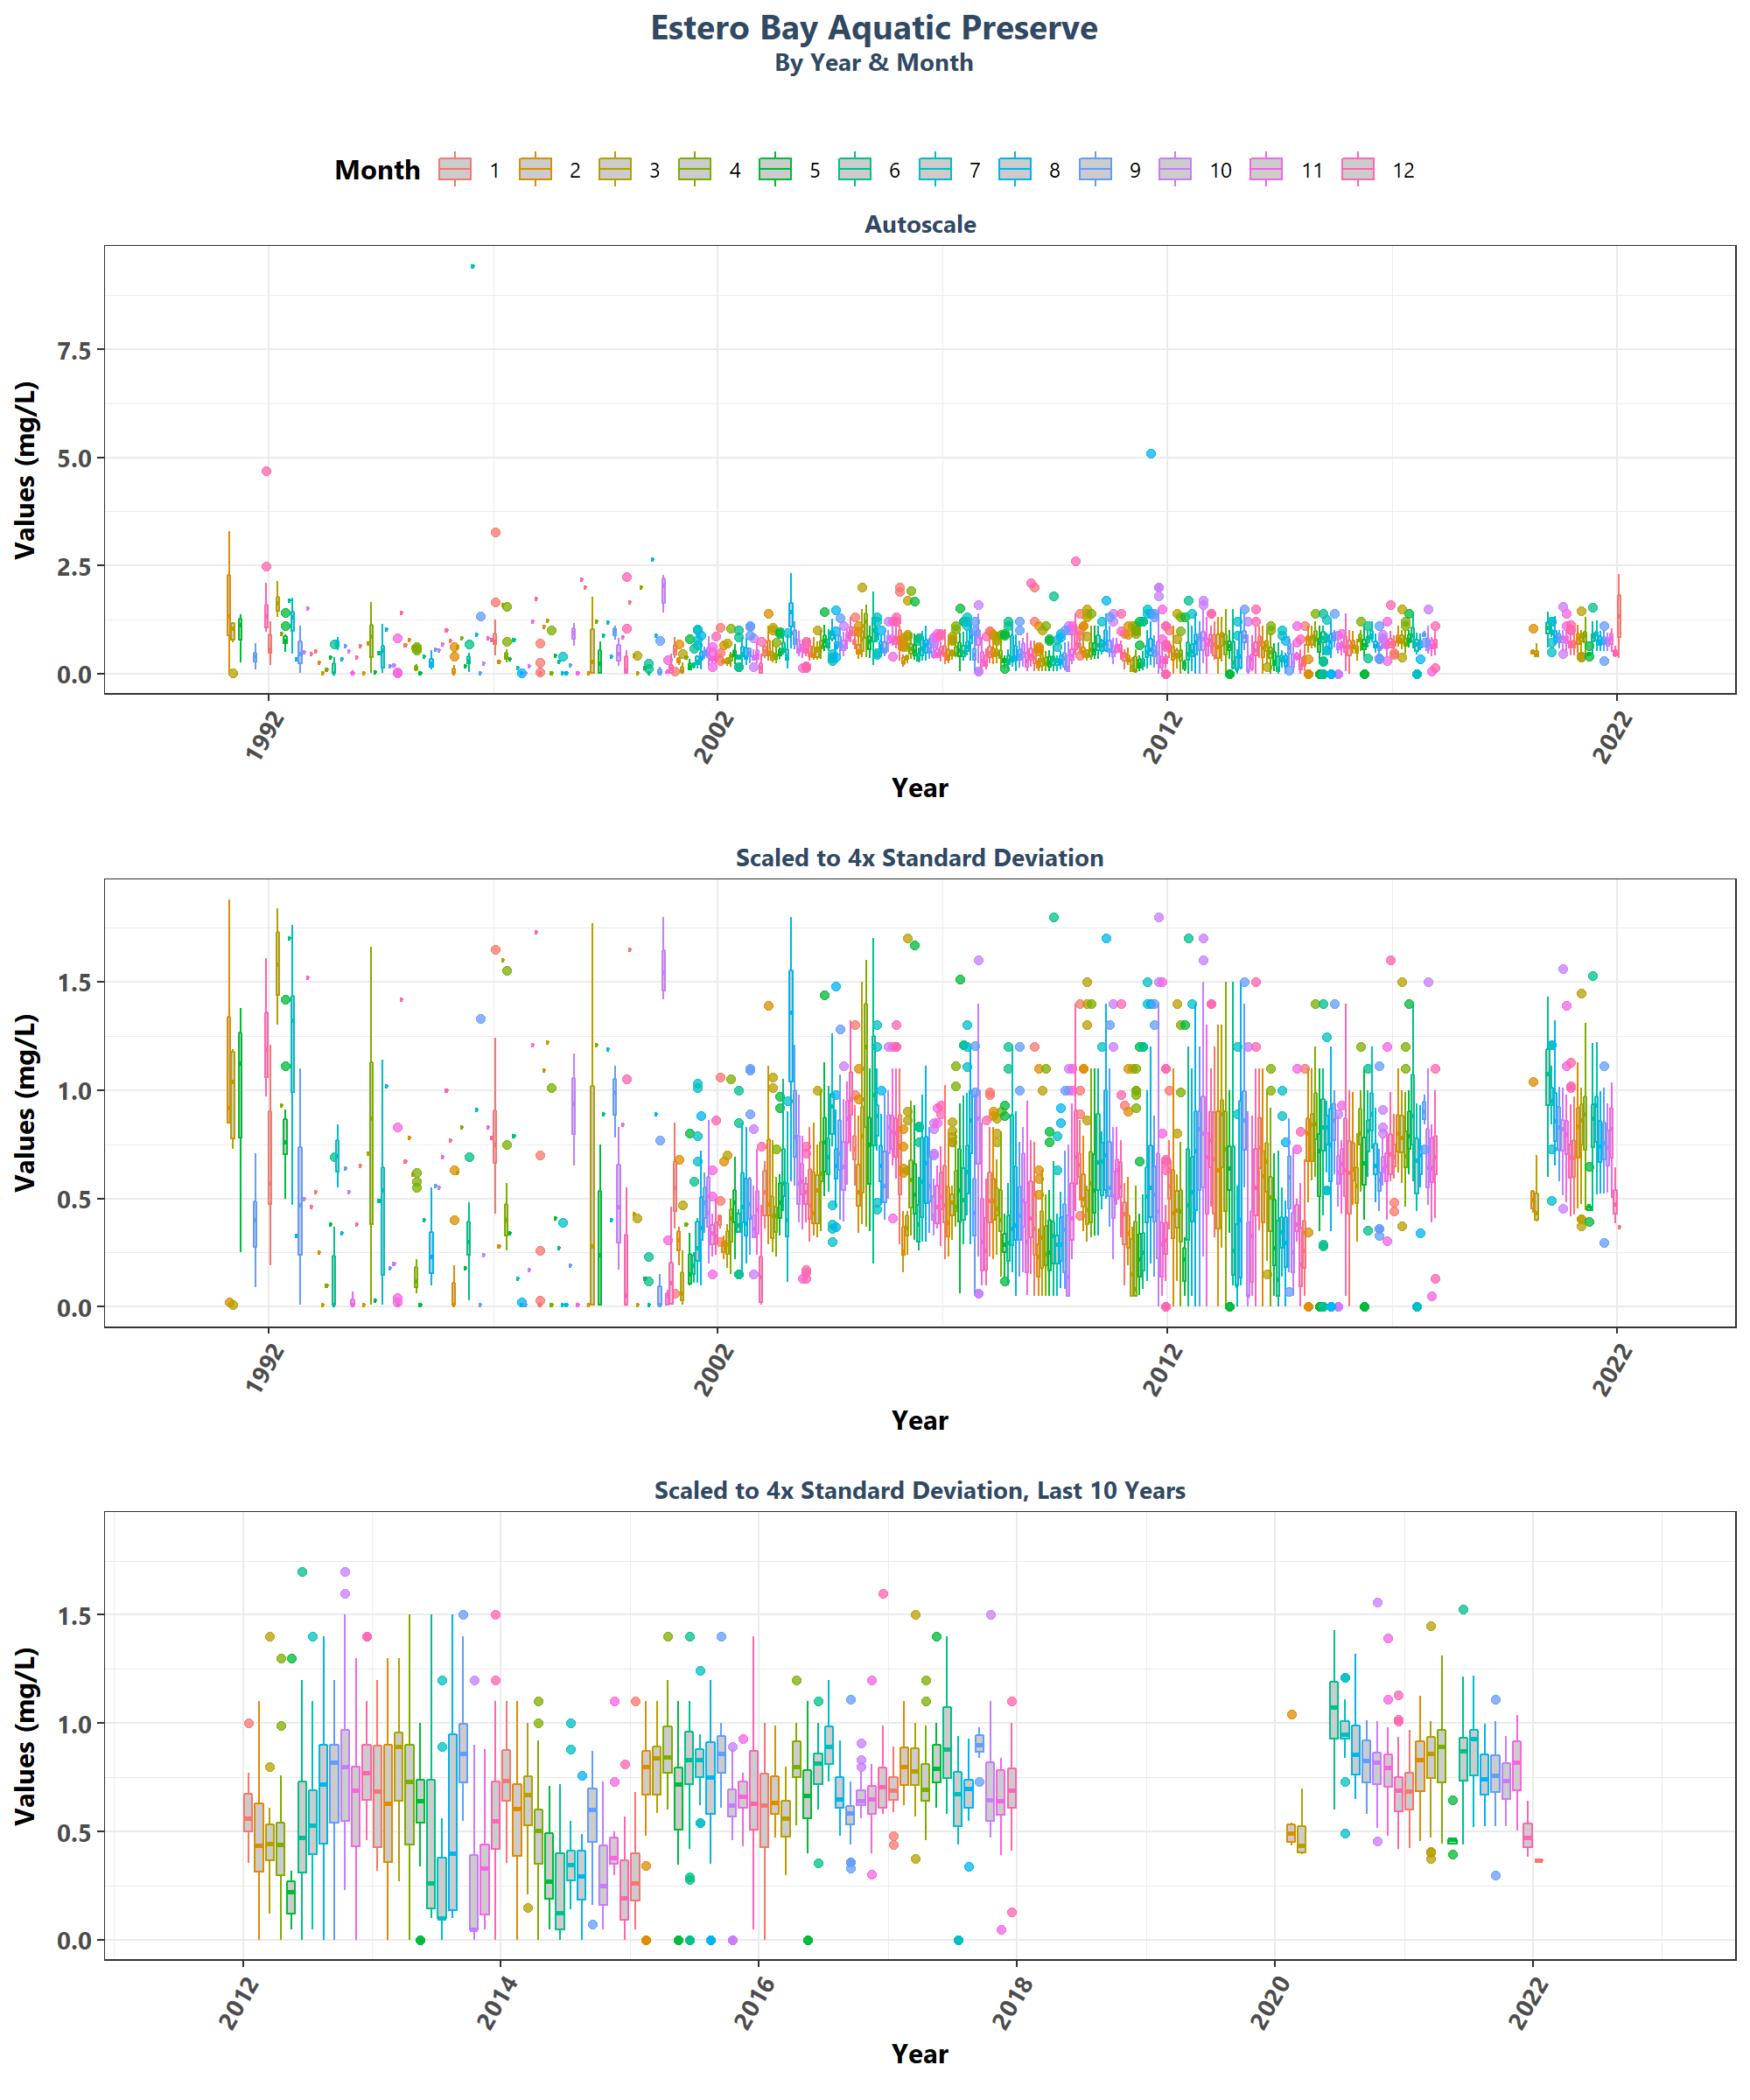 Estero Bay Aquatic Preserve
By Year & Month
Month 1 2 3 4 5 6 7 8 9 10 11 12
Autoscale
Values (mg/L)
7.5
5.0
2.5
0.0
1992 2002 2012 2022
Year
Scaled to 4x Standard Deviation
Values (mg/L)
1.5
1.0
0.5
0.0
1992 2002 2012 2022
Year
Scaled to 4x Standard Deviation, Last 10 Years
Values (mg/L)
1.5
1.0
0.5
0.0
2012 2014 2016 2018 2020 2022
Year